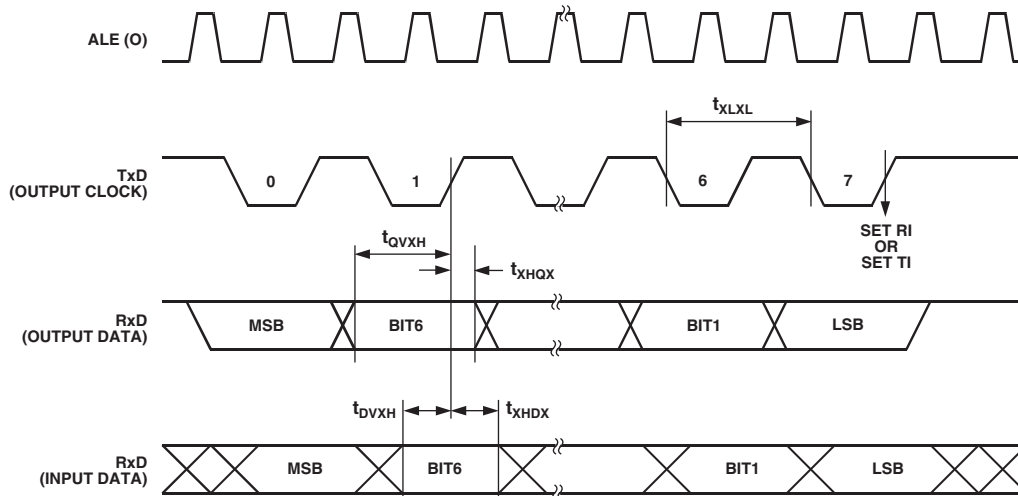 ALE (O)
tXLXL
TxD
(OUTPUT CLOCK)
0
1
6
7
SET RI
OR
SET TI
tQVXH
tXHQX
RxD
(OUTPUT DATA)
MSB
BIT6
BIT1
LSB
tDVXH
tXHDX
RxD
(INPUT DATA)
MSB
BIT6
BIT1
LSB